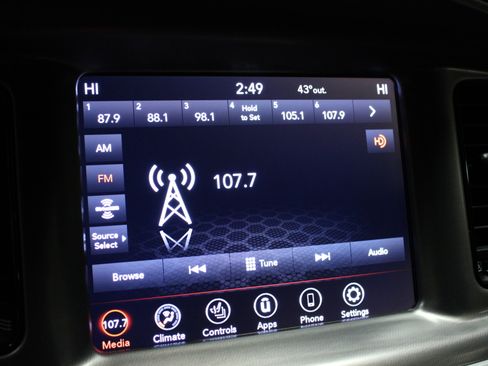 HI 2:49 43°out. HI
1 2 3 4 5 6
87.9 88.1 98.1 Hold to Set 105.1 107.9
AM
FM
107.7
Source
Select
Browse Tune Audio
107.7
Media Climate Controls Apps Phone Settings